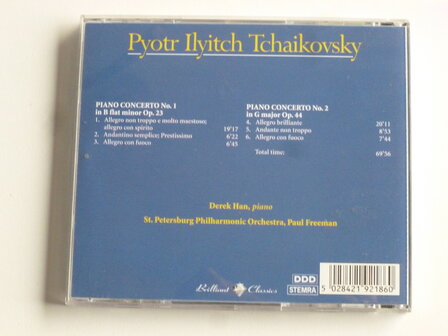 Pyotr Ilyitch Tchaikovsky
PIANO CONCERTO No. 1
in B flat minor Op. 23
1. Allegro non troppo e molto maestoso;
allegro con spirito 19'17
2. Andantino semplice; Prestissimo 6'22
3. Allegro con fuoco 6'45
PIANO CONCERTO No. 2
in G major Op. 44
4. Allegro brillante 20'11
5. Andante non troppo 8'53
6. Allegro con fuoco 7'44
Total time: 69'56
Derek Han, piano
St. Petersburg Philharmonic Orchestra, Paul Freeman
Brilliant Classics
DDD
STEMRA
5 028421 921860